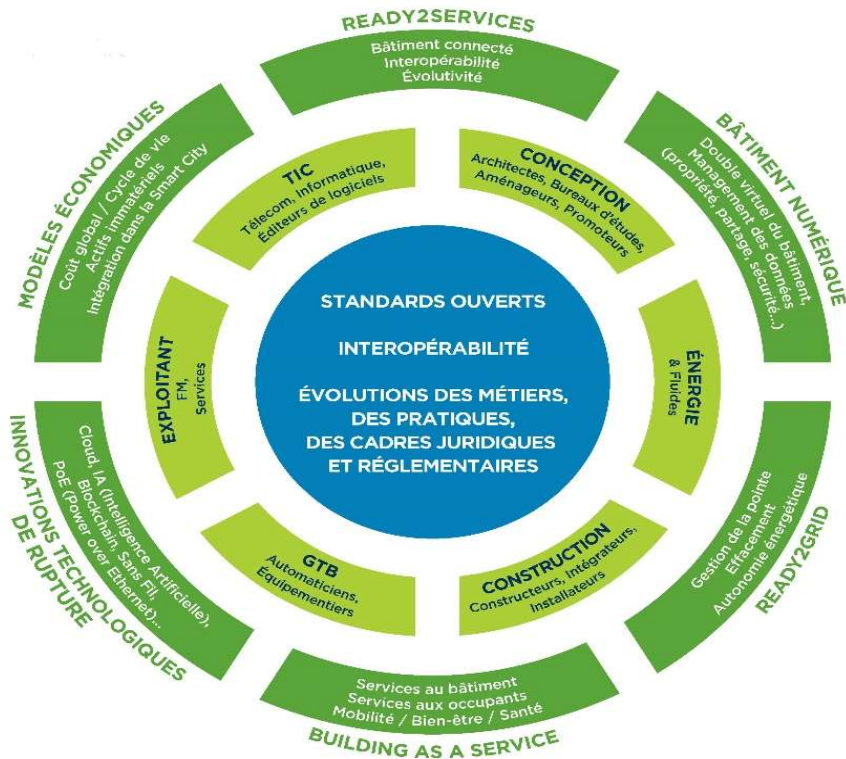 READY2SERVICES
Bâtiment connecté
Interopérabilité
Évolutivité
BÂTIMENT NUMÉRIQUE
Double virtuel du bâtiment,
Management des données
(propriété, partage, sécurité...)
READY2GRID
Gestion de la pointe
Effacement
Autonomie énergétique
BUILDING AS A SERVICE
Services au bâtiment
Services aux occupants
Mobilité / Bien-être / Santé
INNOVATIONS TECHNOLOGIQUES
DE RUPTURE
Cloud, IA (Intelligence Artificielle),
Blockchain, Sans Fil,
PoE (Power over Ethernet)...
MODÈLES ÉCONOMIQUES
Coût global / Cycle de vie
Actifs immatériels
Intégration dans la Smart City
TIC
Télecom, Informatique,
Éditeurs de logiciels
CONCEPTION
Architectes, Bureaux d'études,
Aménageurs, Promoteurs
ÉNERGIE
& Fluides
CONSTRUCTION
Constructeurs, Intégrateurs,
Installateurs
GTB
Automaticiens,
Équipementiers
EXPLOITANT
FM,
Services
STANDARDS OUVERTS
INTEROPÉRABILITÉ
ÉVOLUTIONS DES MÉTIERS,
DES PRATIQUES,
DES CADRES JURIDIQUES
ET RÉGLEMENTAIRES